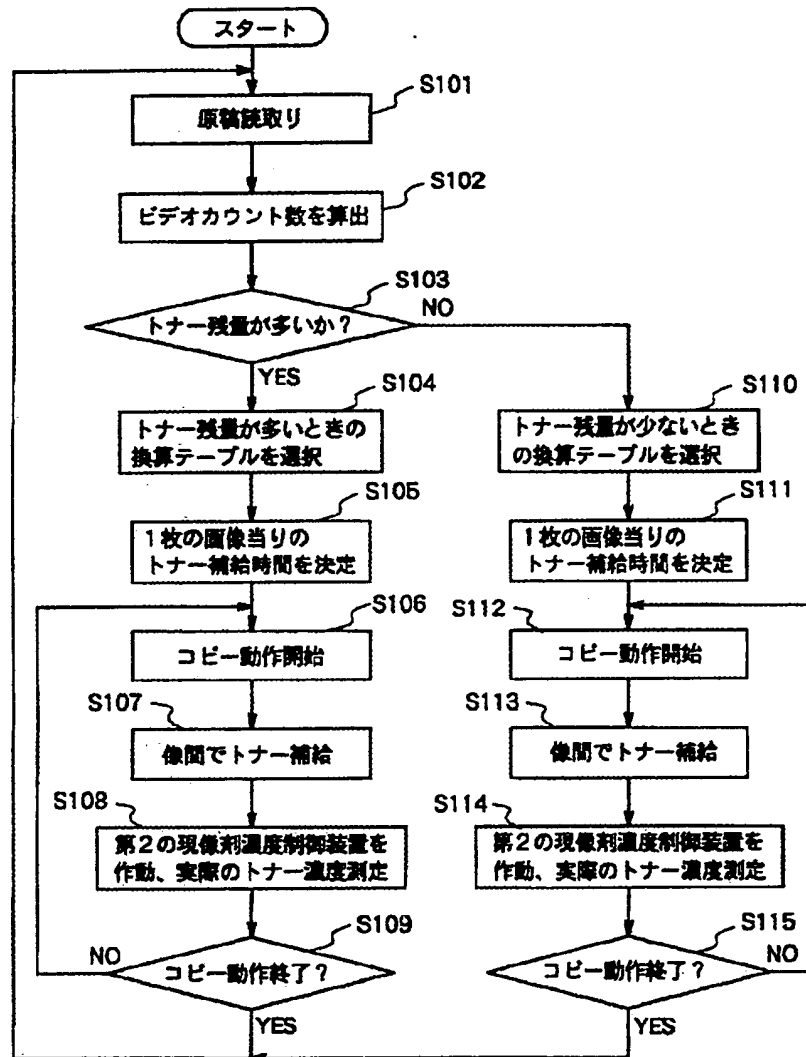 スタート
S101
原稿読取り
S102
ビデオカウント数を算出
S103
トナー残量が多いか？
NO
YES
S104
トナー残量が多いときの
換算テーブルを選択
S105
1枚の画像当りの
トナー補給時間を決定
S106
コピー動作開始
S107
像間でトナー補給
S108
第2の現像剤濃度制御装置を
作動、実際のトナー濃度測定
S109
NO
コピー動作終了？
YES
S110
トナー残量が少ないとき
の換算テーブルを選択
S111
1枚の画像当りの
トナー補給時間を決定
S112
コピー動作開始
S113
像間でトナー補給
S114
第2の現像剤濃度制御装置を
作動、実際のトナー濃度測定
S115
コピー動作終了？
NO
YES